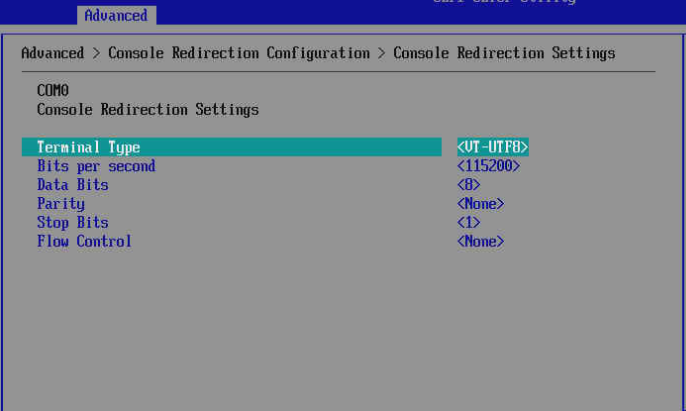 Advanced
Advanced > Console Redirection Configuration > Console Redirection Settings
COM0
Console Redirection Settings
Terminal Type <VT-UTF8>
Bits per second <115200>
Data Bits <8>
Parity <None>
Stop Bits <1>
Flow Control <None>